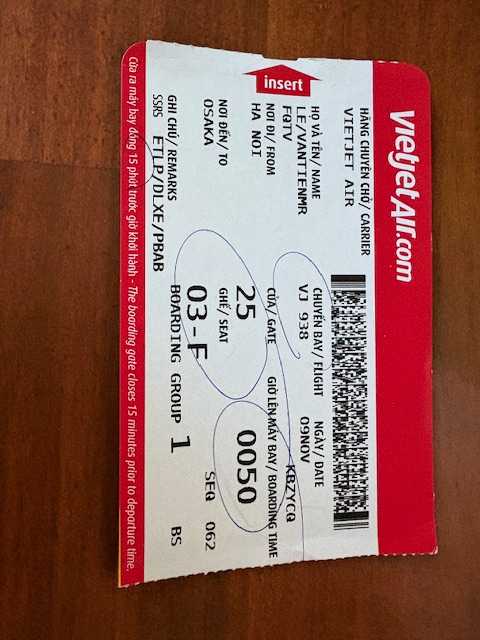 vietjetAir.com
HÃNG CHUYÊN CHỞ/ CARRIER
VIETJET AIR
HỌ VÀ TÊN/ NAME
LE/VANTIENMR
FQTV
NƠI ĐI/ FROM
HA NOI
NƠI ĐẾN/ TO
OSAKA
GHI CHÚ/ REMARKS
SSRS ETLP/DLXE/PBAB
insert
CHUYẾN BAY/ FLIGHT
VJ 938
NGÀY/ DATE
09NOV
KBZYCQ
CỬA/ GATE
25
GIỜ LÊN MÁY BAY/ BOARDING TIME
0050
GHẾ/ SEAT
03-F
SEQ 062
BOARDING GROUP 1
BS
Cửa ra máy bay đóng 15 phút trước giờ khởi hành - The boarding gate closes 15 minutes prior to departure time.